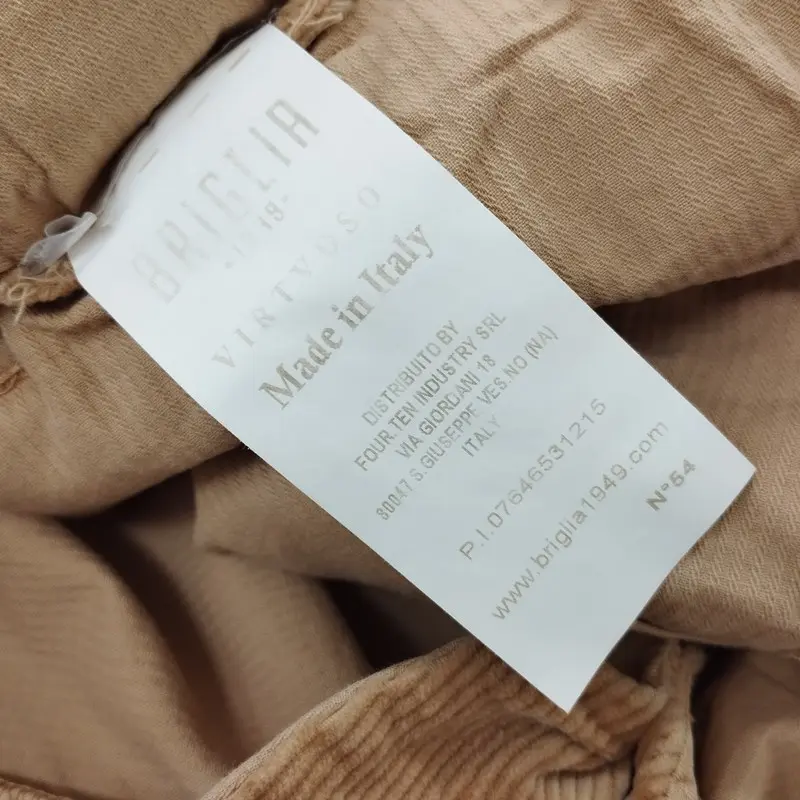 BRIGLIA
VIRTVOSO
Made in Italy
DISTRIBUITO BY
FOUR.TEN INDUSTRY SRL
VIA GIORDANI 18
80047 S.GIUSEPPE VES.NO (NA)
ITALY
P.I.07646531215
www.briglia1949.com
N°54